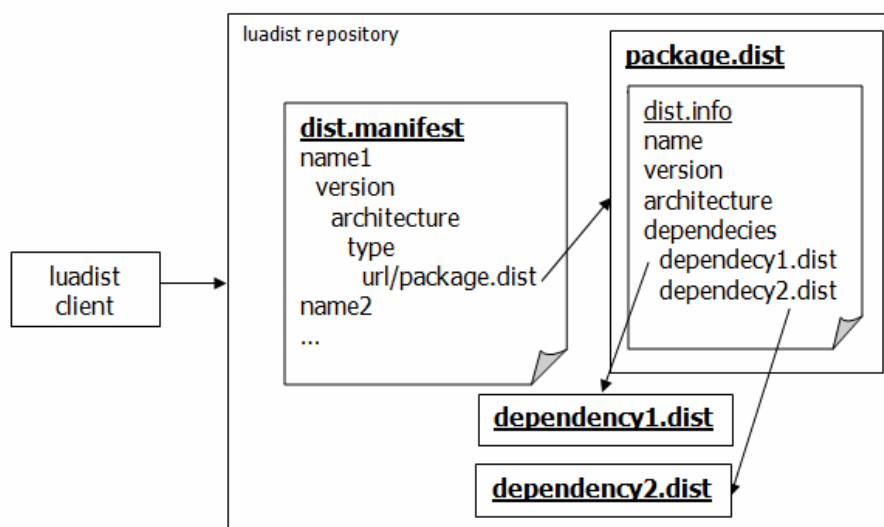 luadist repository
package.dist
dist.info
name
version
architecture
dependecies
dependecy1.dist
dependecy2.dist
dist.manifest
name1
version
architecture
type
url/package.dist
name2
...
luadist
client
dependency1.dist
dependency2.dist